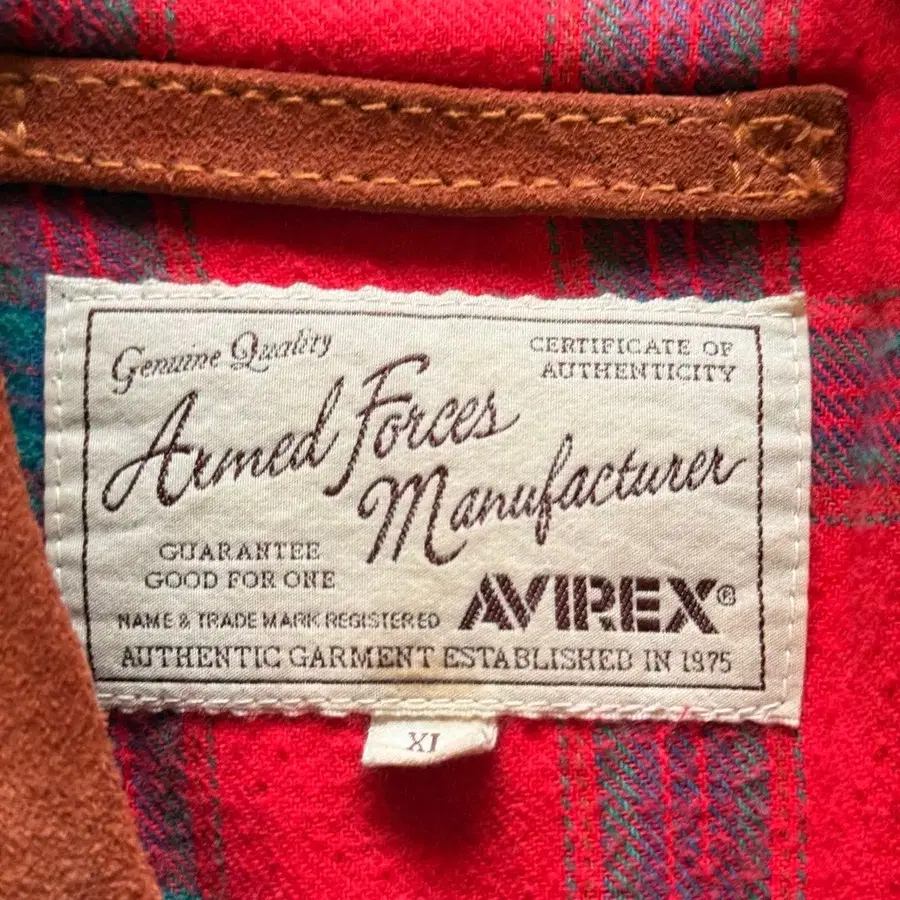 Genuine Quality
CERTIFICATE OF
AUTHENTICITY
Armed Forces
Manufacturer
GUARANTEE
GOOD FOR ONE
NAME & TRADE MARK REGISTERED
AVIREX®
AUTHENTIC GARMENT ESTABLISHED IN 1975
XL